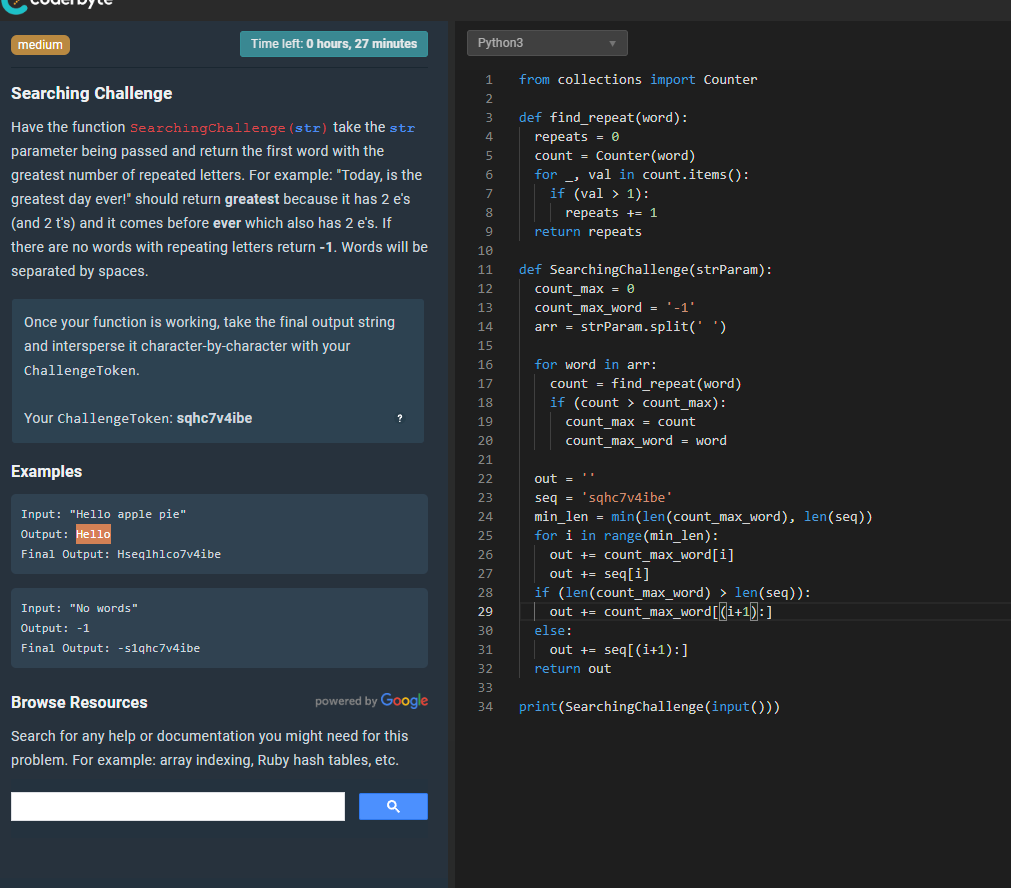 coderbyte
medium
Time left: 0 hours, 27 minutes
Searching Challenge
Have the function SearchingChallenge(str) take the str
parameter being passed and return the first word with the
greatest number of repeated letters. For example: "Today, is the
greatest day ever!" should return greatest because it has 2 e's
(and 2 t's) and it comes before ever which also has 2 e's. If
there are no words with repeating letters return -1. Words will be
separated by spaces.
Once your function is working, take the final output string
and intersperse it character-by-character with your
ChallengeToken.
Your ChallengeToken: sqhc7v4ibe
?
Examples
Input: "Hello apple pie"
Output: Hello
Final Output: Hseqlhlco7v4ibe
Input: "No words"
Output: -1
Final Output: -s1qhc7v4ibe
Browse Resources
powered by Google
Search for any help or documentation you might need for this
problem. For example: array indexing, Ruby hash tables, etc.
Python3
1 from collections import Counter
2
3 def find_repeat(word):
4   repeats = 0
5   count = Counter(word)
6   for _, val in count.items():
7     if (val > 1):
8       repeats += 1
9   return repeats
10
11 def SearchingChallenge(strParam):
12   count_max = 0
13   count_max_word = '-1'
14   arr = strParam.split(' ')
15
16   for word in arr:
17     count = find_repeat(word)
18     if (count > count_max):
19       count_max = count
20       count_max_word = word
21
22   out = ''
23   seq = 'sqhc7v4ibe'
24   min_len = min(len(count_max_word), len(seq))
25   for i in range(min_len):
26     out += count_max_word[i]
27     out += seq[i]
28   if (len(count_max_word) > len(seq)):
29     out += count_max_word[(i+1):]
30   else:
31     out += seq[(i+1):]
32   return out
33
34 print(SearchingChallenge(input()))